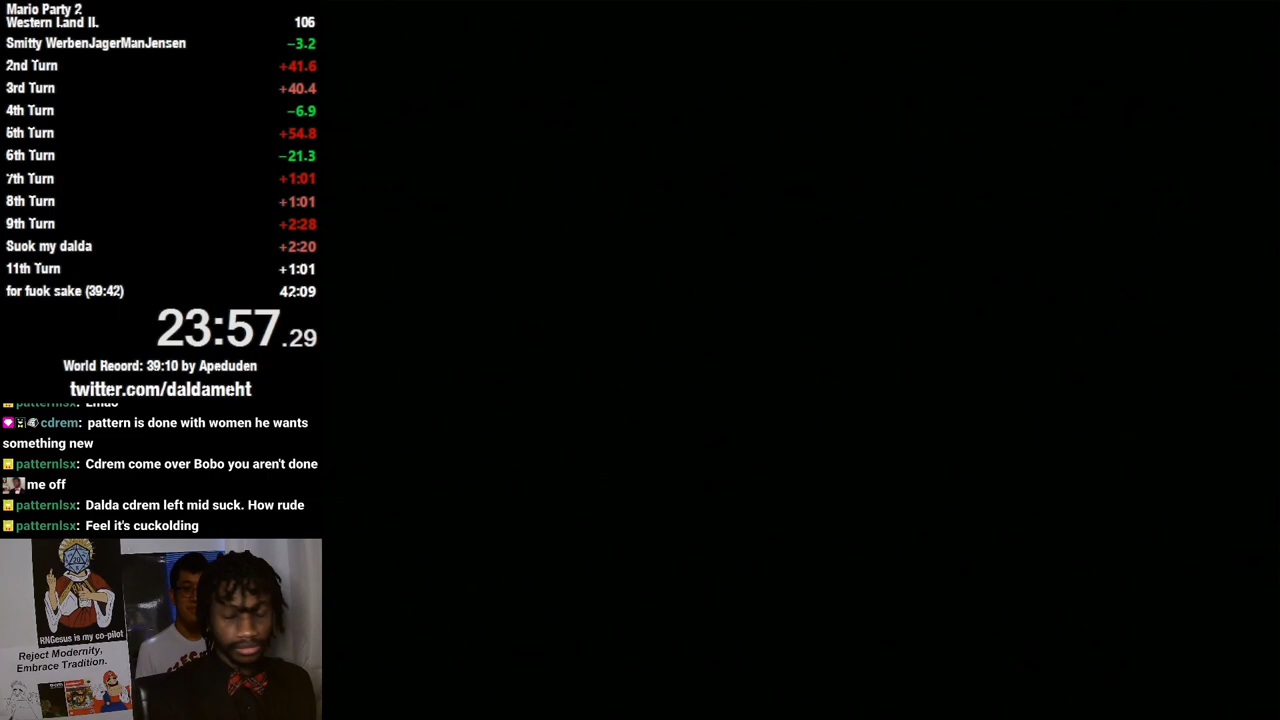 Mario Party 2
Western Land II. 106
Smitty WerbenJagerManJensen −3.2
2nd Turn +41.6
3rd Turn +40.4
4th Turn −6.9
5th Turn +54.8
6th Turn −21.3
7th Turn +1:01
8th Turn +1:01
9th Turn +2:28
Suok my dalda +2:20
11th Turn +1:01
for fuok sake (39:42) 42:09
23:57.29
World Reoord: 39:10 by Apeduden
twitter.com/daldameht
patternlsx: Lmao
cdrem: pattern is done with women he wants
something new
patternlsx: Cdrem come over Bobo you aren't done
me off
patternlsx: Dalda cdrem left mid suck. How rude
patternlsx: Feel it's cuckolding
RNGesus is my co-pilot
Reject Modernity,
Embrace Tradition.